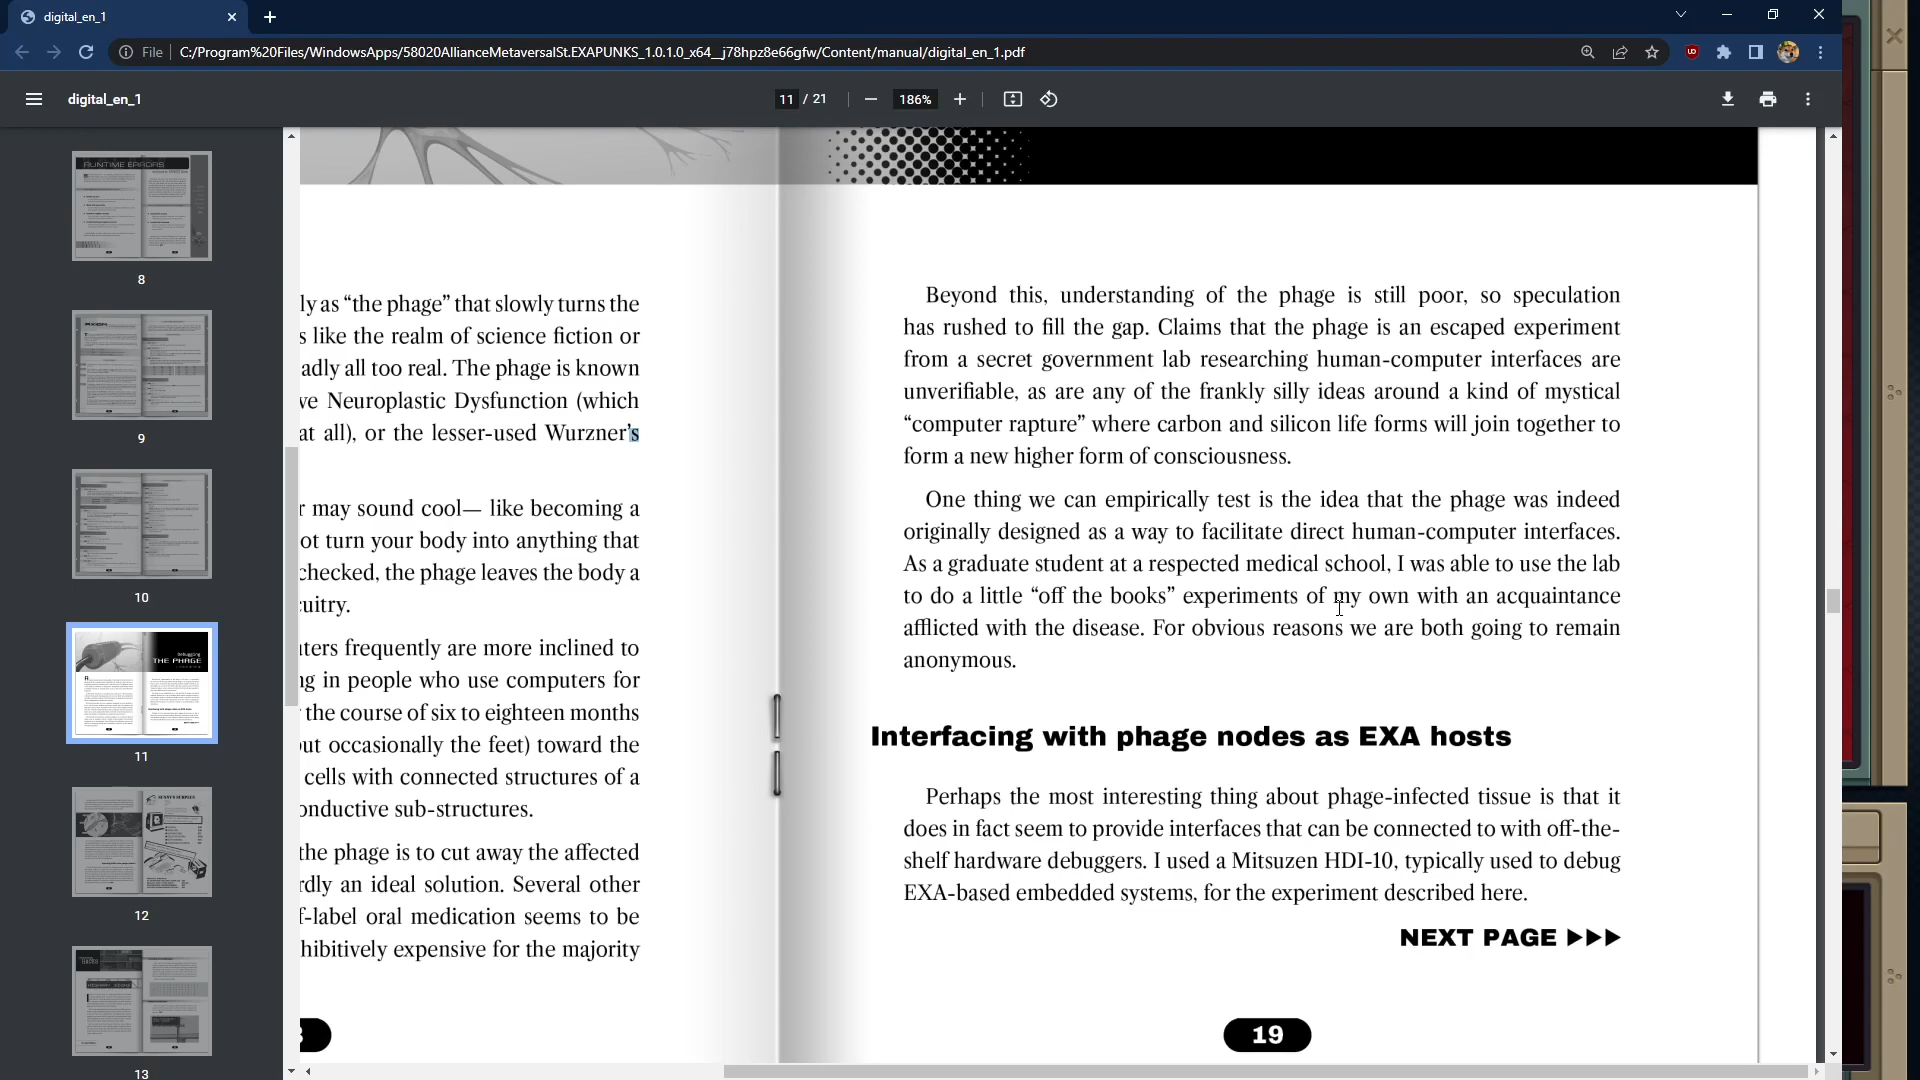 digital_en_1
File
C:/Program%20Files/WindowsApps/58020AllianceMetaversalSt.EXAPUNKS_1.0.1.0_x64__j78hpz8e66gfw/Content/manual/digital_en_1.pdf
digital_en_1
11 / 21
186%
RUNTIME ERRORS
8
9
10
Debugging
THE PHAGE
11
12
13
ly as “the phage” that slowly turns the
s like the realm of science fiction or
adly all too real. The phage is known
ve Neuroplastic Dysfunction (which
at all), or the lesser-used Wurzner’s
r may sound cool— like becoming a
ot turn your body into anything that
checked, the phage leaves the body a
cuitry.
uters frequently are more inclined to
ng in people who use computers for
the course of six to eighteen months
out occasionally the feet) toward the
cells with connected structures of a
onductive sub-structures.
the phage is to cut away the affected
rdly an ideal solution. Several other
f-label oral medication seems to be
hibitively expensive for the majority
Beyond this, understanding of the phage is still poor, so speculation
has rushed to fill the gap. Claims that the phage is an escaped experiment
from a secret government lab researching human-computer interfaces are
unverifiable, as are any of the frankly silly ideas around a kind of mystical
“computer rapture” where carbon and silicon life forms will join together to
form a new higher form of consciousness.
One thing we can empirically test is the idea that the phage was indeed
originally designed as a way to facilitate direct human-computer interfaces.
As a graduate student at a respected medical school, I was able to use the lab
to do a little “off the books” experiments of my own with an acquaintance
afflicted with the disease. For obvious reasons we are both going to remain
anonymous.
Interfacing with phage nodes as EXA hosts
Perhaps the most interesting thing about phage-infected tissue is that it
does in fact seem to provide interfaces that can be connected to with off-the-
shelf hardware debuggers. I used a Mitsuzen HDI-10, typically used to debug
EXA-based embedded systems, for the experiment described here.
NEXT PAGE ▶▶▶
19